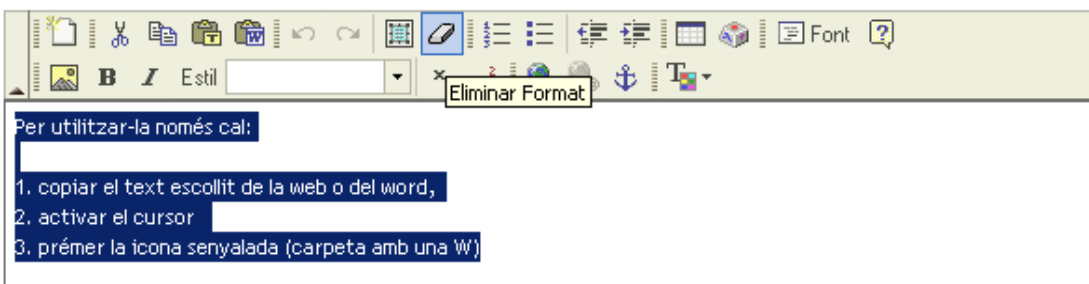 Font
B I Estil
Eliminar Format
Per utilitzar-la només cal:
1. copiar el text escollit de la web o del word,
2. activar el cursor
3. prémer la icona senyalada (carpeta amb una W)